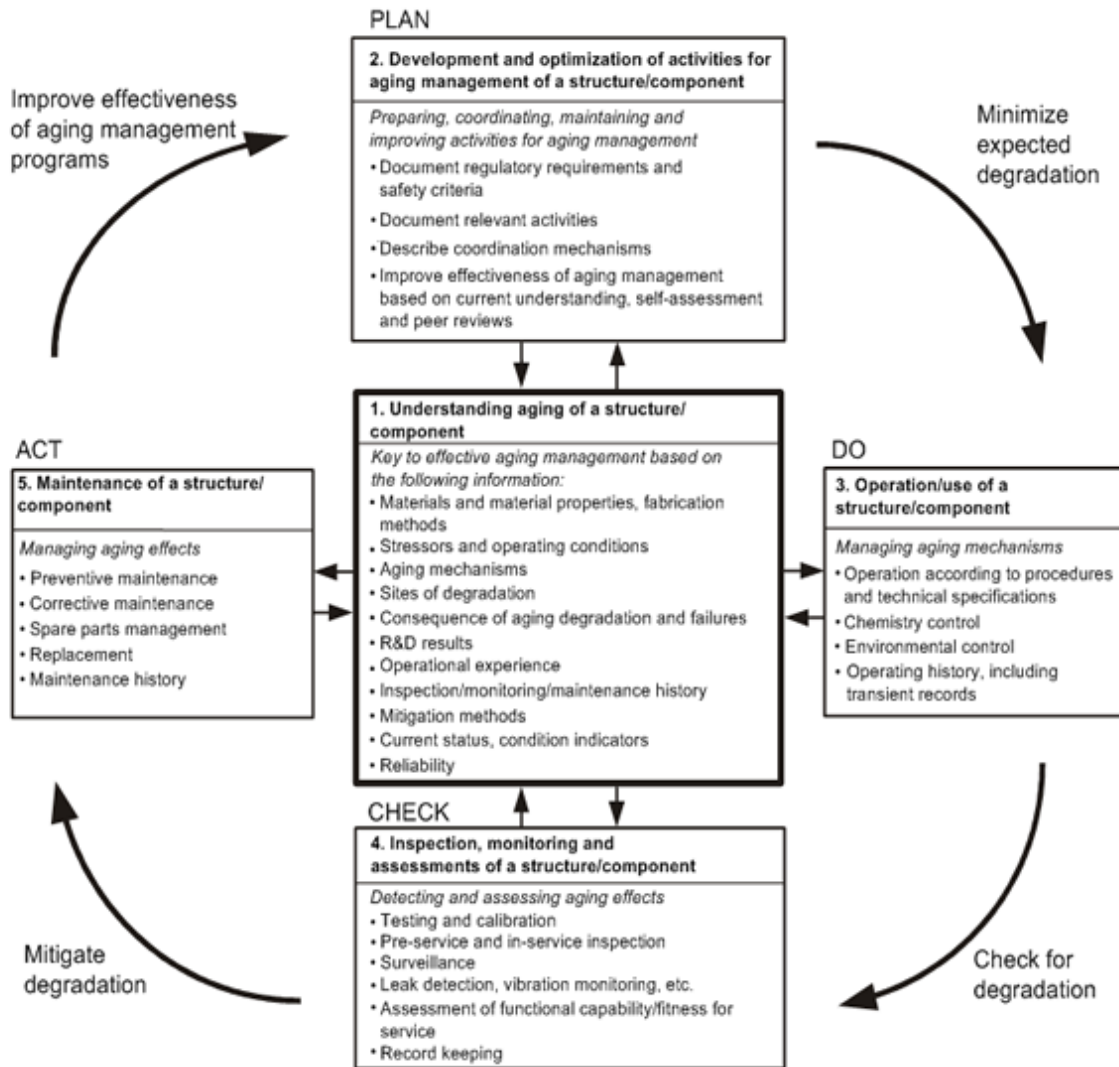 PLAN
2. Development and optimization of activities for
aging management of a structure/component
Preparing, coordinating, maintaining and
improving activities for aging management
• Document regulatory requirements and
safety criteria
• Document relevant activities
• Describe coordination mechanisms
• Improve effectiveness of aging management
based on current understanding, self-assessment
and peer reviews
Improve effectiveness
of aging management
programs
Minimize
expected
degradation
1. Understanding aging of a structure/
component
Key to effective aging management based on
the following information:
• Materials and material properties, fabrication
methods
• Stressors and operating conditions
• Aging mechanisms
• Sites of degradation
• Consequence of aging degradation and failures
• R&D results
• Operational experience
• Inspection/monitoring/maintenance history
• Mitigation methods
• Current status, condition indicators
• Reliability
ACT
5. Maintenance of a structure/
component
Managing aging effects
• Preventive maintenance
• Corrective maintenance
• Spare parts management
• Replacement
• Maintenance history
DO
3. Operation/use of a
structure/component
Managing aging mechanisms
• Operation according to procedures
and technical specifications
• Chemistry control
• Environmental control
• Operating history, including
transient records
CHECK
4. Inspection, monitoring and
assessments of a structure/component
Detecting and assessing aging effects
• Testing and calibration
• Pre-service and in-service inspection
• Surveillance
• Leak detection, vibration monitoring, etc.
• Assessment of functional capability/fitness for
service
• Record keeping
Mitigate
degradation
Check for
degradation